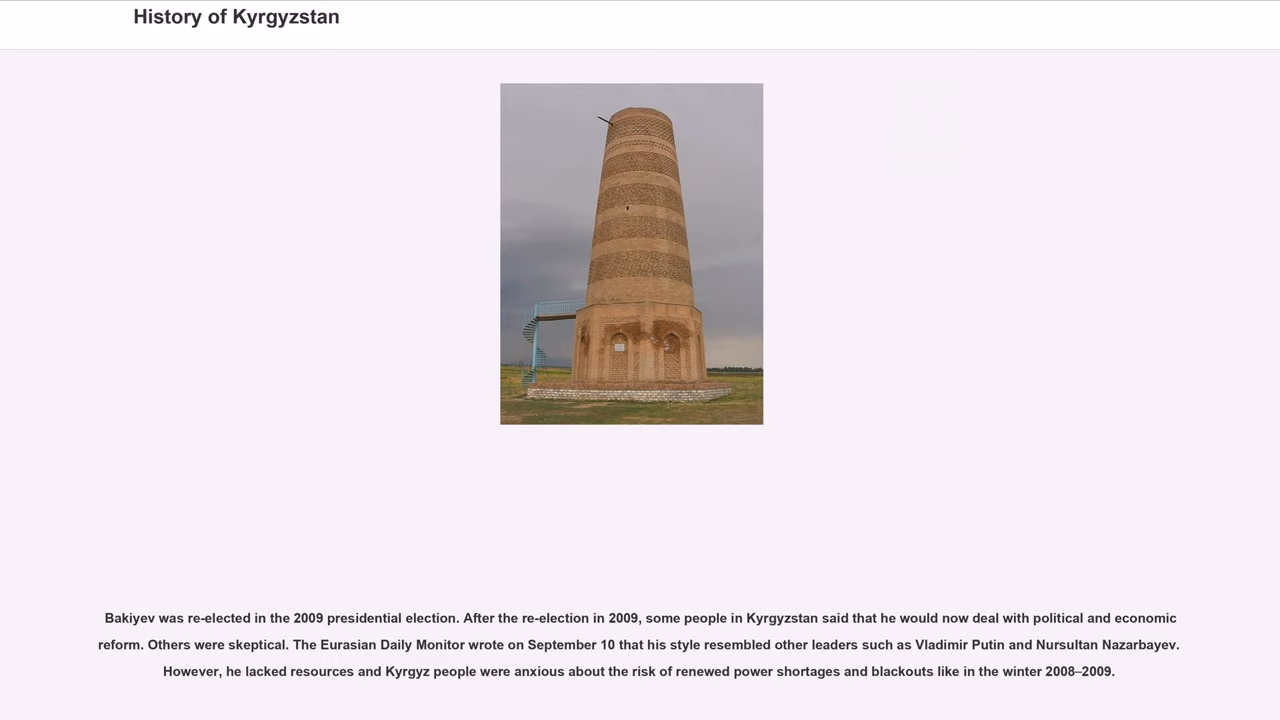 History of Kyrgyzstan
Bakiyev was re-elected in the 2009 presidential election. After the re-election in 2009, some people in Kyrgyzstan said that he would now deal with political and economic
reform. Others were skeptical. The Eurasian Daily Monitor wrote on September 10 that his style resembled other leaders such as Vladimir Putin and Nursultan Nazarbayev.
However, he lacked resources and Kyrgyz people were anxious about the risk of renewed power shortages and blackouts like in the winter 2008–2009.